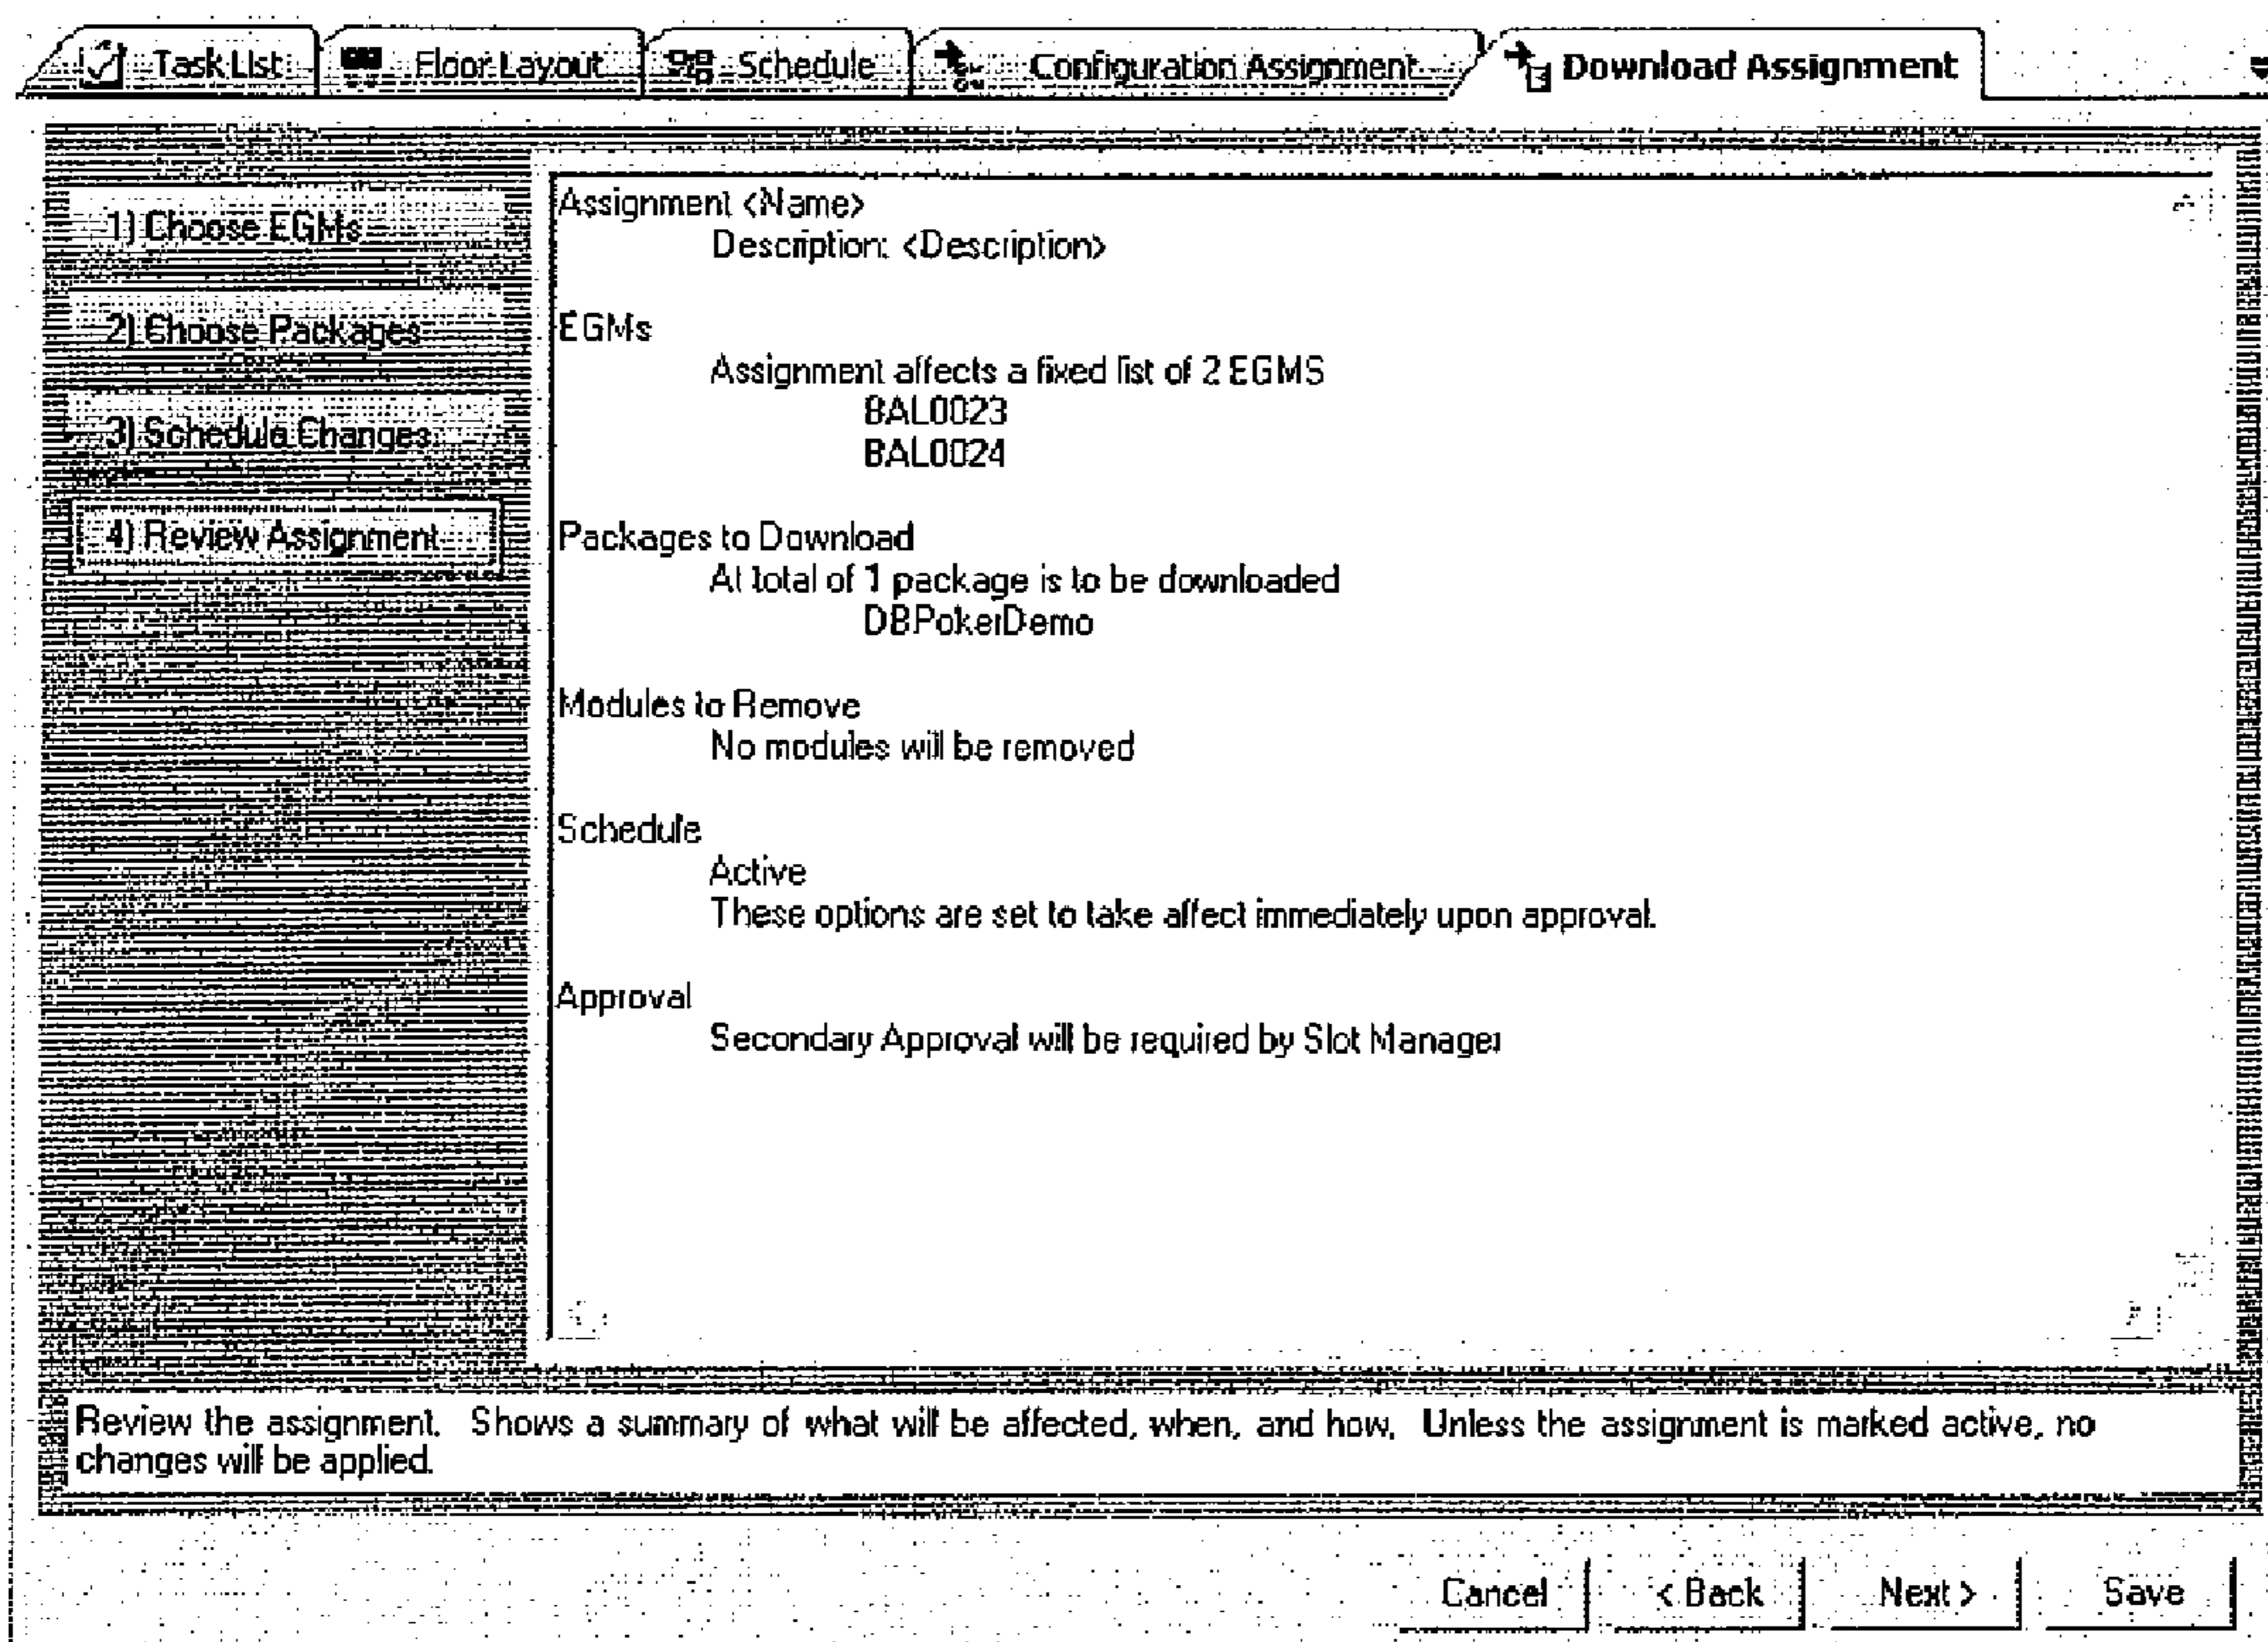 Task List
Floor Layout
Schedule
Configuration Assignment
Download Assignment
1) Choose EGMs
2) Choose Packages
3) Schedule Changes
4) Review Assignment
Assignment <Name>
Description: <Description>
EGMs
Assignment affects a fixed list of 2 EGMS
BAL0023
BAL0024
Packages to Download
At total of 1 package is to be downloaded
DBPokerDemo
Modules to Remove
No modules will be removed
Schedule
Active
These options are set to take affect immediately upon approval.
Approval
Secondary Approval will be required by Slot Manager
Review the assignment. Shows a summary of what will be affected, when, and how. Unless the assignment is marked active, no
changes will be applied.
Cancel
< Back
Next >
Save